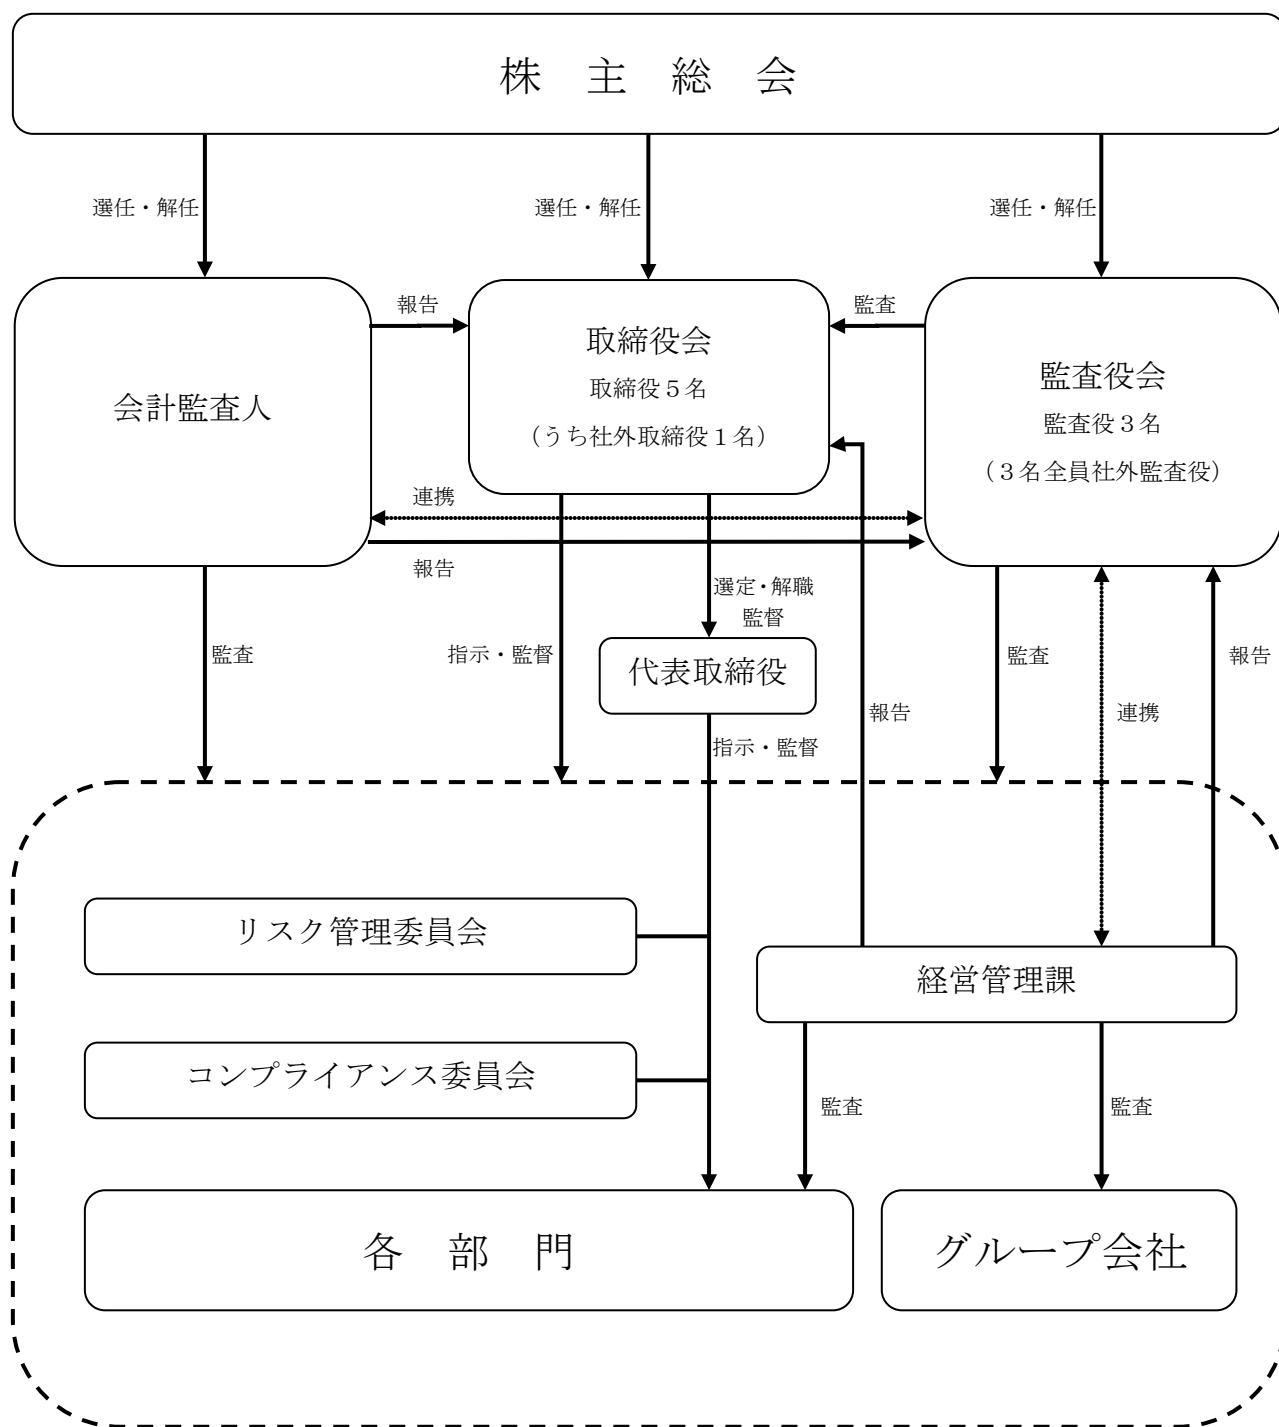 株　主　総　会
選任・解任
選任・解任
選任・解任
会計監査人
報告
取締役会
取締役５名
（うち社外取締役１名）
監査
監査役会
監査役３名
（３名全員社外監査役）
連携
報告
選定・解職
監督
監査
指示・監督
代表取締役
指示・監督
報告
監査
連携
報告
リスク管理委員会
経営管理課
コンプライアンス委員会
監査
監査
各　部　門
グループ会社